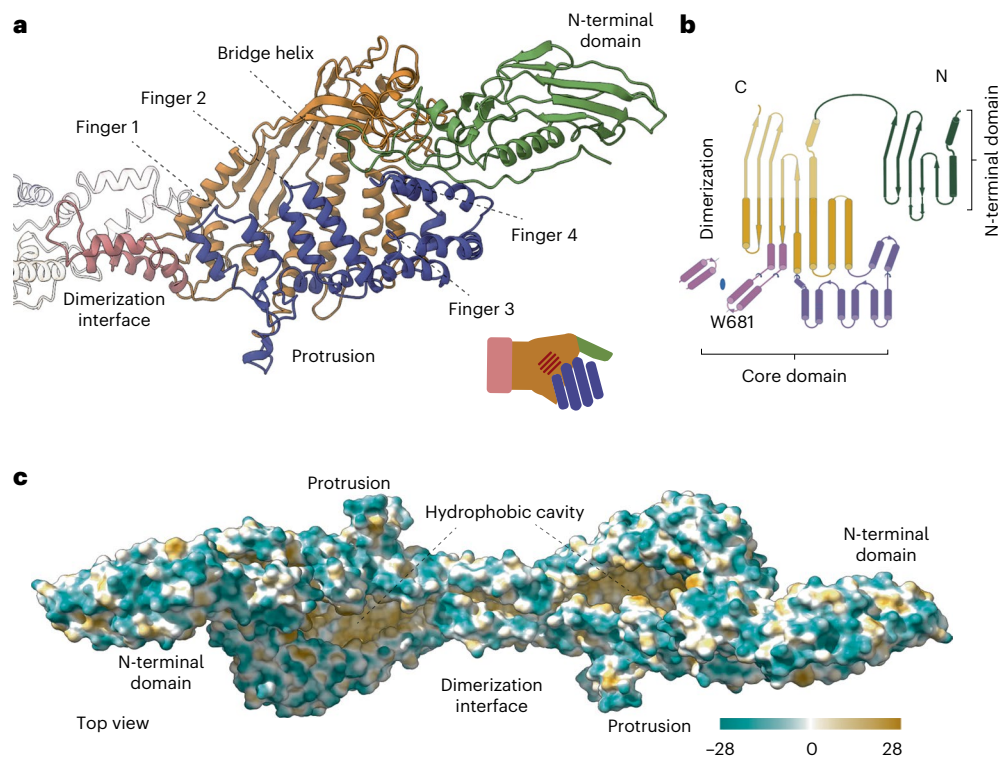 a
Bridge helix
N-terminal
domain
Finger 2
Finger 1
Finger 4
Finger 3
Dimerization
interface
Protrusion
b
C
N
Dimerization
N-terminal domain
W681
Core domain
c
Protrusion
Hydrophobic cavity
N-terminal
domain
N-terminal
domain
Dimerization
interface
Top view
Protrusion
–28
0
28